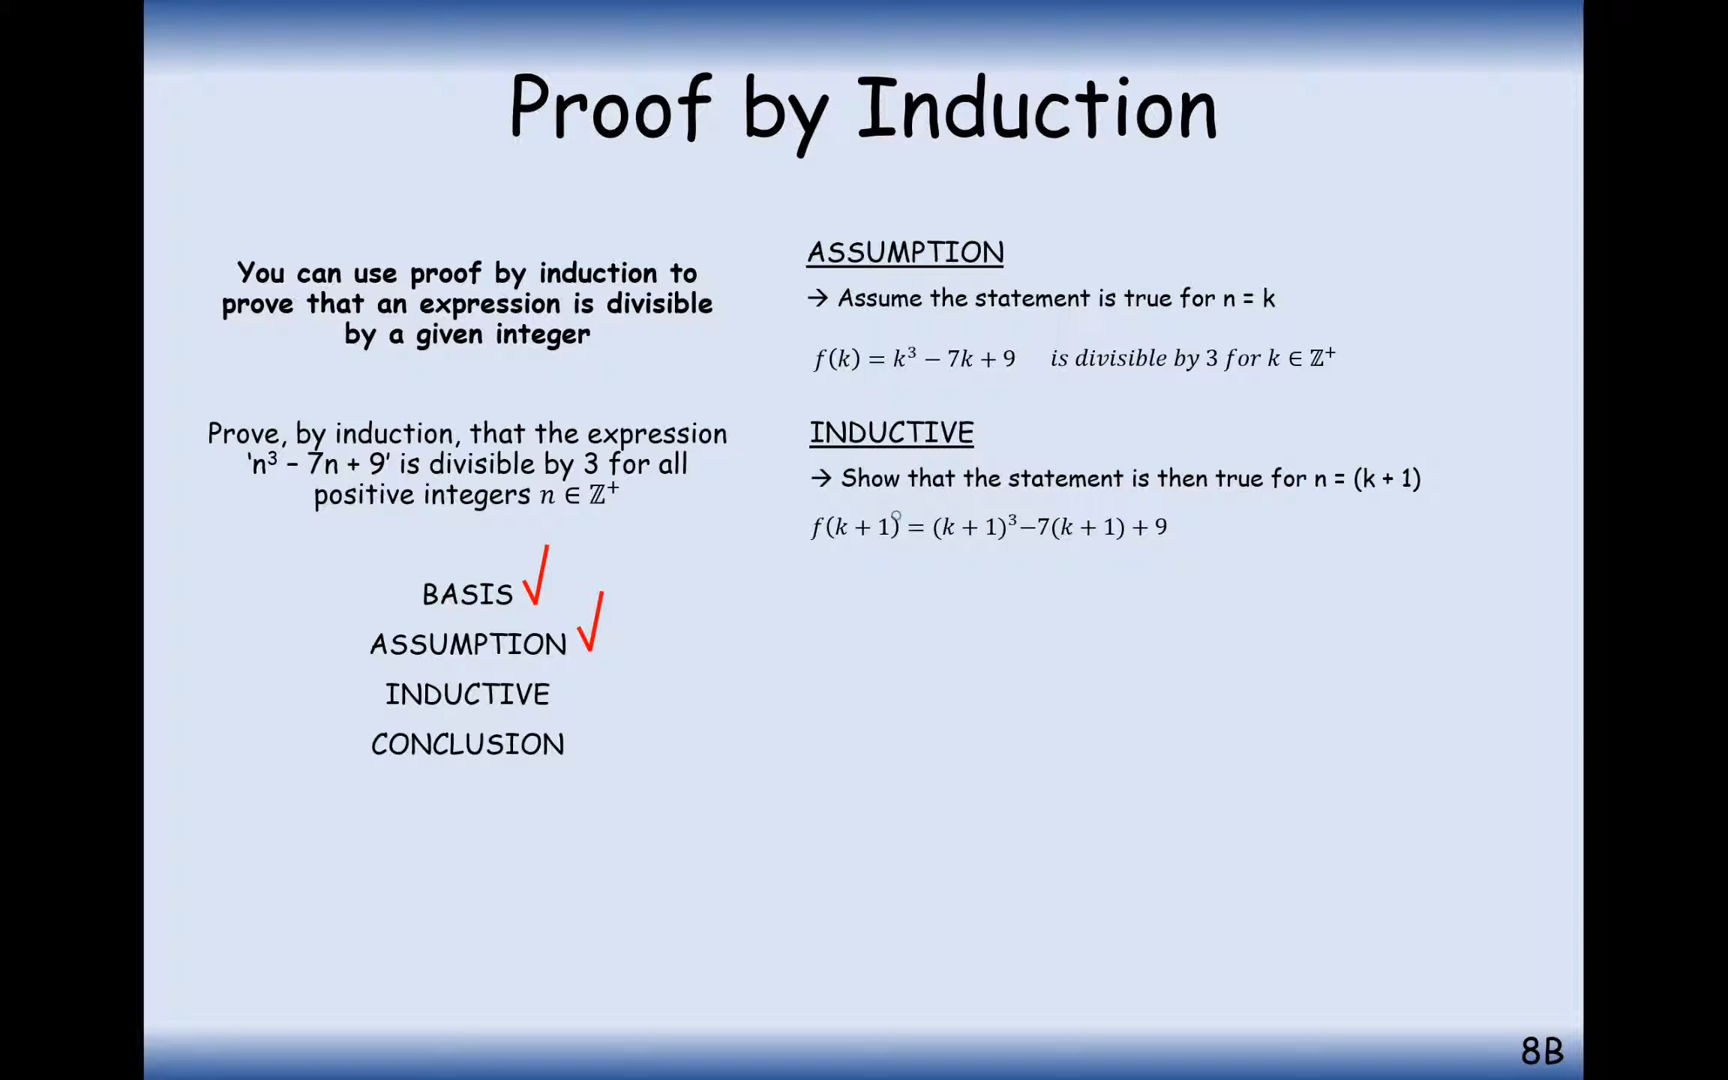 Proof by Induction
You can use proof by induction to
prove that an expression is divisible
by a given integer
Prove, by induction, that the expression
‘n³ – 7n + 9’ is divisible by 3 for all
positive integers 𝑛 ∈ ℤ⁺
BASIS
ASSUMPTION
INDUCTIVE
CONCLUSION
ASSUMPTION
→ Assume the statement is true for n = k
𝑓(𝑘) = 𝑘³ − 7𝑘 + 9 𝑖𝑠 𝑑𝑖𝑣𝑖𝑠𝑖𝑏𝑙𝑒 𝑏𝑦 3 𝑓𝑜𝑟 𝑘 ∈ ℤ⁺
INDUCTIVE
→ Show that the statement is then true for n = (k + 1)
𝑓(𝑘 + 1) = (𝑘 + 1)³−7(𝑘 + 1) + 9
8B